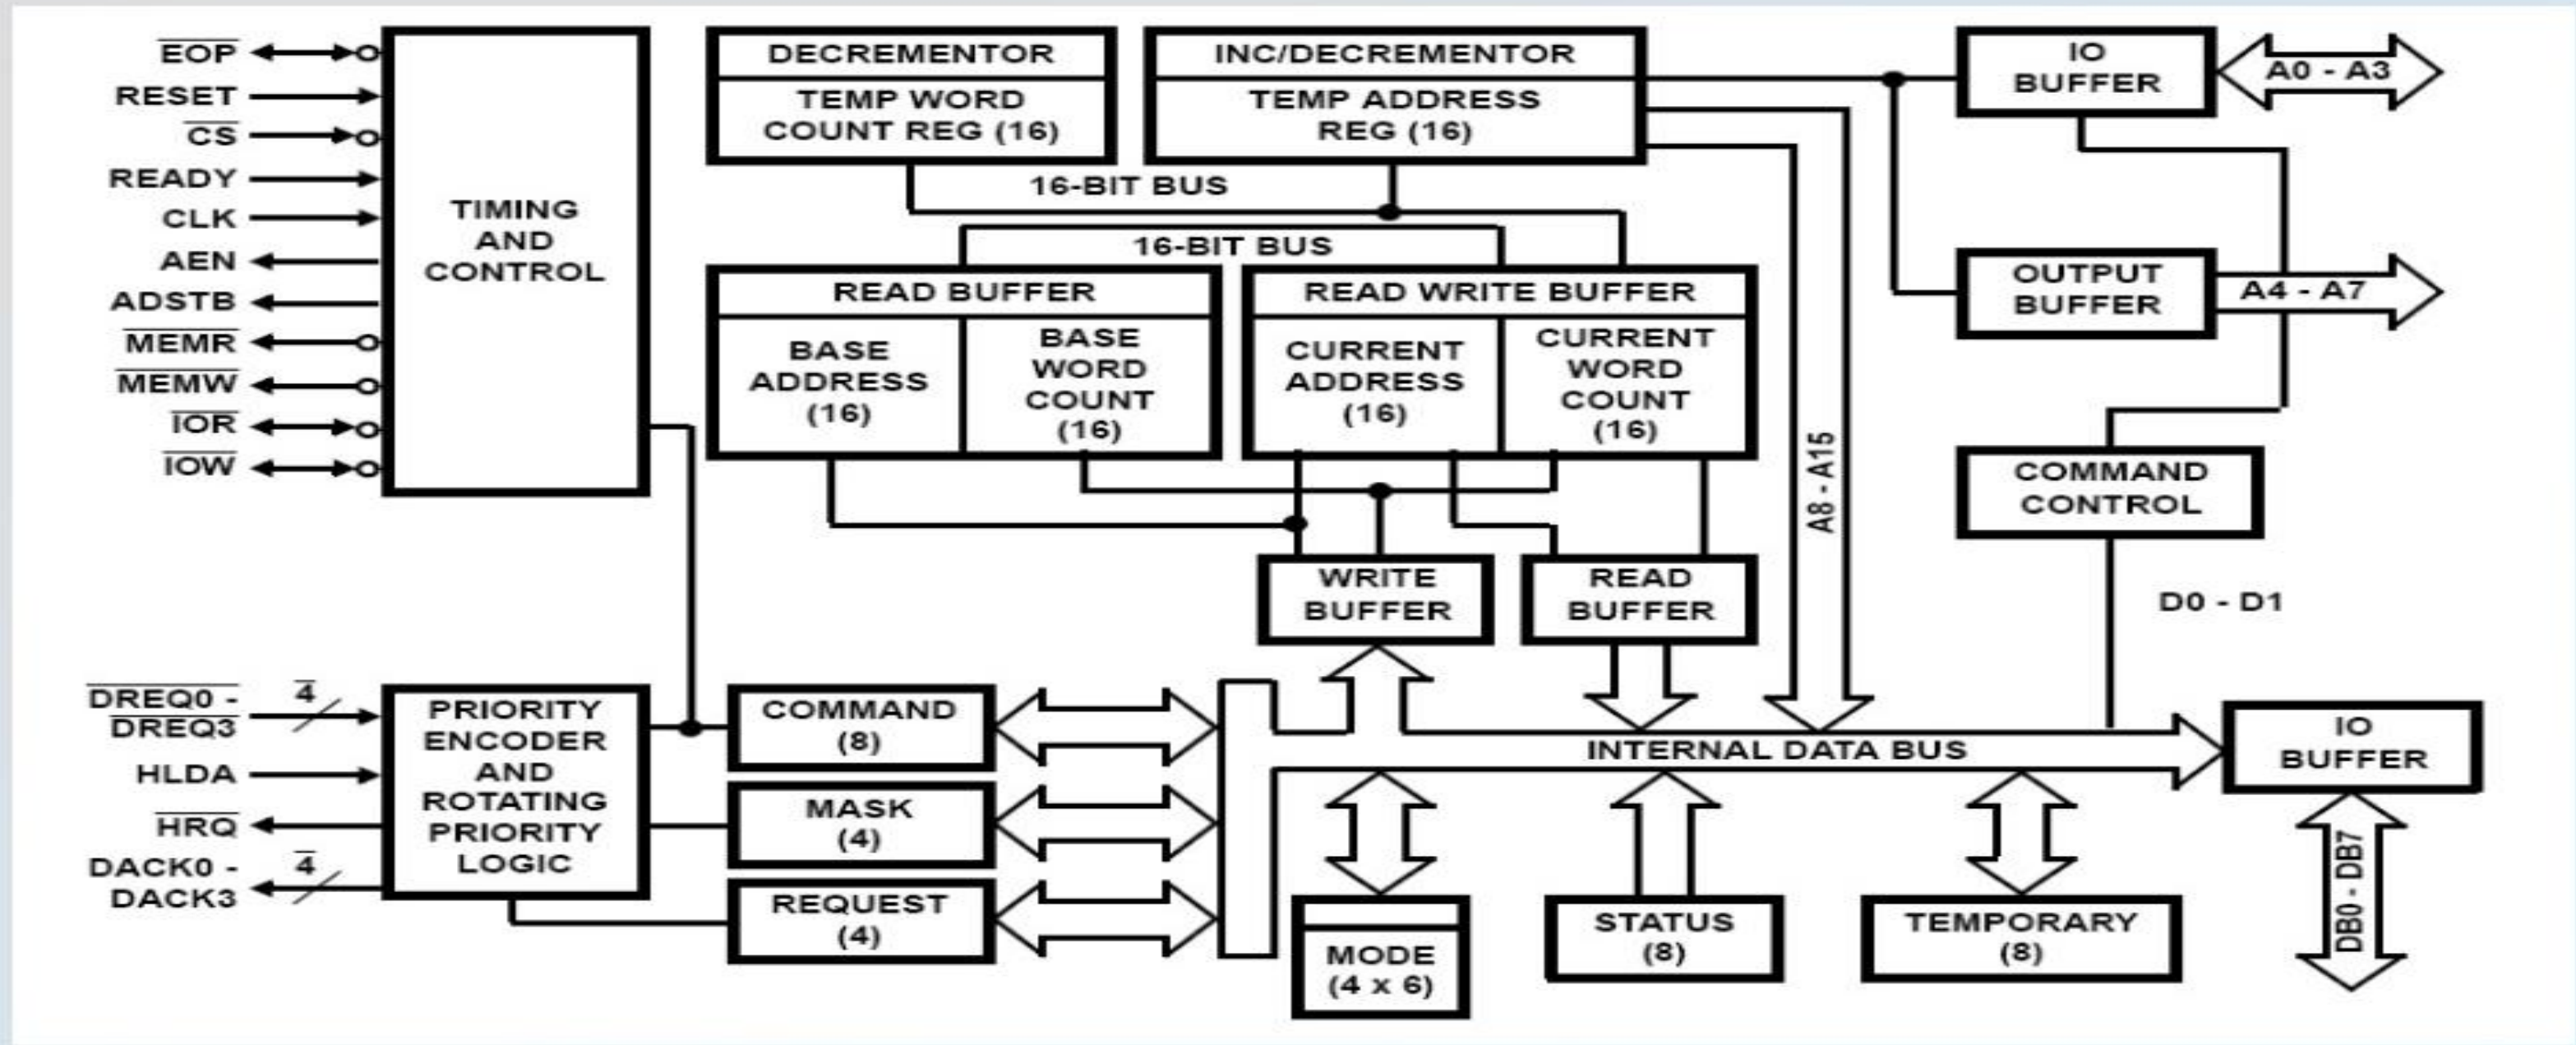 EOP
RESET
CS
READY
CLK
AEN
ADSTB
MEMR
MEMW
IOR
IOW
TIMING
AND
CONTROL
DECREMENTOR
TEMP WORD
COUNT REG (16)
INC/DECREMENTOR
TEMP ADDRESS
REG (16)
16-BIT BUS
16-BIT BUS
READ BUFFER
BASE
ADDRESS
(16)
BASE
WORD
COUNT
(16)
READ WRITE BUFFER
CURRENT
ADDRESS
(16)
CURRENT
WORD
COUNT
(16)
IO
BUFFER
A0 - A3
OUTPUT
BUFFER
A4 - A7
A8 - A15
COMMAND
CONTROL
D0 - D1
WRITE
BUFFER
READ
BUFFER
DREQ0 -
DREQ3
4
HLDA
HRQ
DACK0 -
DACK3
4
PRIORITY
ENCODER
AND
ROTATING
PRIORITY
LOGIC
COMMAND
(8)
MASK
(4)
REQUEST
(4)
INTERNAL DATA BUS
IO
BUFFER
DB0 - DB7
MODE
(4 x 6)
STATUS
(8)
TEMPORARY
(8)